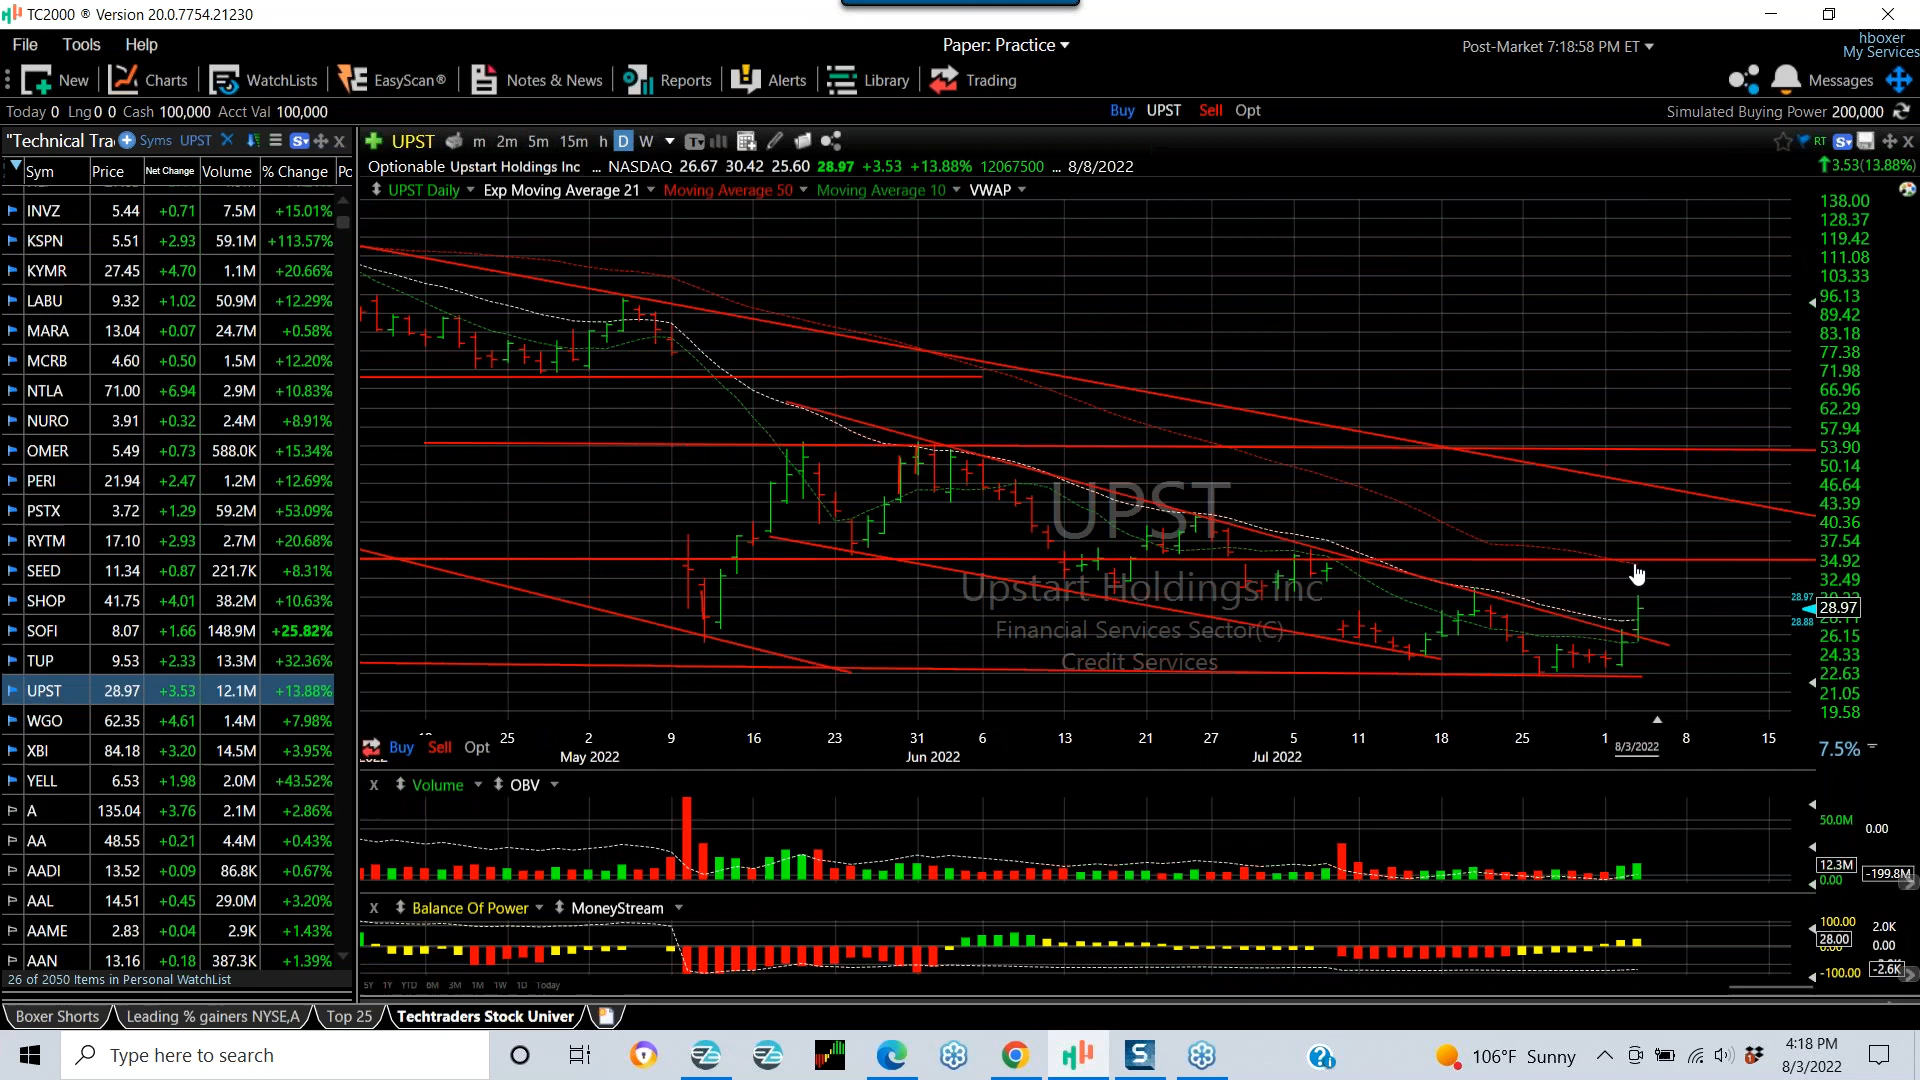 TC2000 ® Version 20.0.7754.21230
File Tools Help
Paper: Practice
Post-Market 7:18:58 PM ET
hboxer
My Services
New Charts WatchLists EasyScan® Notes & News Reports Alerts Library Trading
Messages
Today 0 Lng 0 0 Cash 100,000 Acct Val 100,000
Buy UPST Sell Opt
Simulated Buying Power 200,000
"Technical Tra Syms UPST
UPST m 2m 5m 15m h D W
RT
Sym Price Net Change Volume % Change Pc
Optionable Upstart Holdings Inc ... NASDAQ 26.67 30.42 25.60 28.97 +3.53 +13.88% 12067500 ... 8/8/2022
3.53(13.88%)
UPST Daily Exp Moving Average 21 Moving Average 50 Moving Average 10 VWAP
INVZ 5.44 +0.71 7.5M +15.01%
KSPN 5.51 +2.93 59.1M +113.57%
KYMR 27.45 +4.70 1.1M +20.66%
LABU 9.32 +1.02 50.9M +12.29%
MARA 13.04 +0.07 24.7M +0.58%
MCRB 4.60 +0.50 1.5M +12.20%
NTLA 71.00 +6.94 2.9M +10.83%
NURO 3.91 +0.32 2.4M +8.91%
OMER 5.49 +0.73 588.0K +15.34%
PERI 21.94 +2.47 1.2M +12.69%
PSTX 3.72 +1.29 59.2M +53.09%
RYTM 17.10 +2.93 2.7M +20.68%
SEED 11.34 +0.87 221.7K +8.31%
SHOP 41.75 +4.01 38.2M +10.63%
SOFI 8.07 +1.66 148.9M +25.82%
TUP 9.53 +2.33 13.3M +32.36%
UPST 28.97 +3.53 12.1M +13.88%
WGO 62.35 +4.61 1.4M +7.98%
XBI 84.18 +3.20 14.5M +3.95%
YELL 6.53 +1.98 2.0M +43.52%
A 135.04 +3.76 2.1M +2.86%
AA 48.55 +0.21 4.4M +0.43%
AADI 13.52 +0.09 86.8K +0.67%
AAL 14.51 +0.45 29.0M +3.20%
AAME 2.83 +0.04 2.9K +1.43%
AAN 13.16 +0.18 387.3K +1.39%
26 of 2050 Items in Personal WatchList
UPST
Upstart Holdings Inc
Financial Services Sector(C)
Credit Services
138.00
128.37
119.42
111.08
103.33
96.13
89.42
83.18
77.38
71.98
66.96
62.29
57.94
53.90
50.14
46.64
43.39
40.36
37.54
34.92
32.49
28.97
28.97
28.88
26.15
24.33
22.63
21.05
19.58
25 2 9 16 23 31 6 13 21 27 5 11 18 25 1 8 15
Buy Sell Opt
May 2022 Jun 2022 Jul 2022 8/3/2022
7.5%
X Volume OBV
50.0M 0.00
12.3M -199.8M
0.00
X Balance Of Power MoneyStream
100.00 2.0K
28.00 0.00
-100.00 -2.6K
5Y 1Y YTD 6M 3M 1M 1W 1D Today
Boxer Shorts Leading % gainers NYSE,A Top 25 Techtraders Stock Univer
Type here to search
106°F Sunny
4:18 PM
8/3/2022